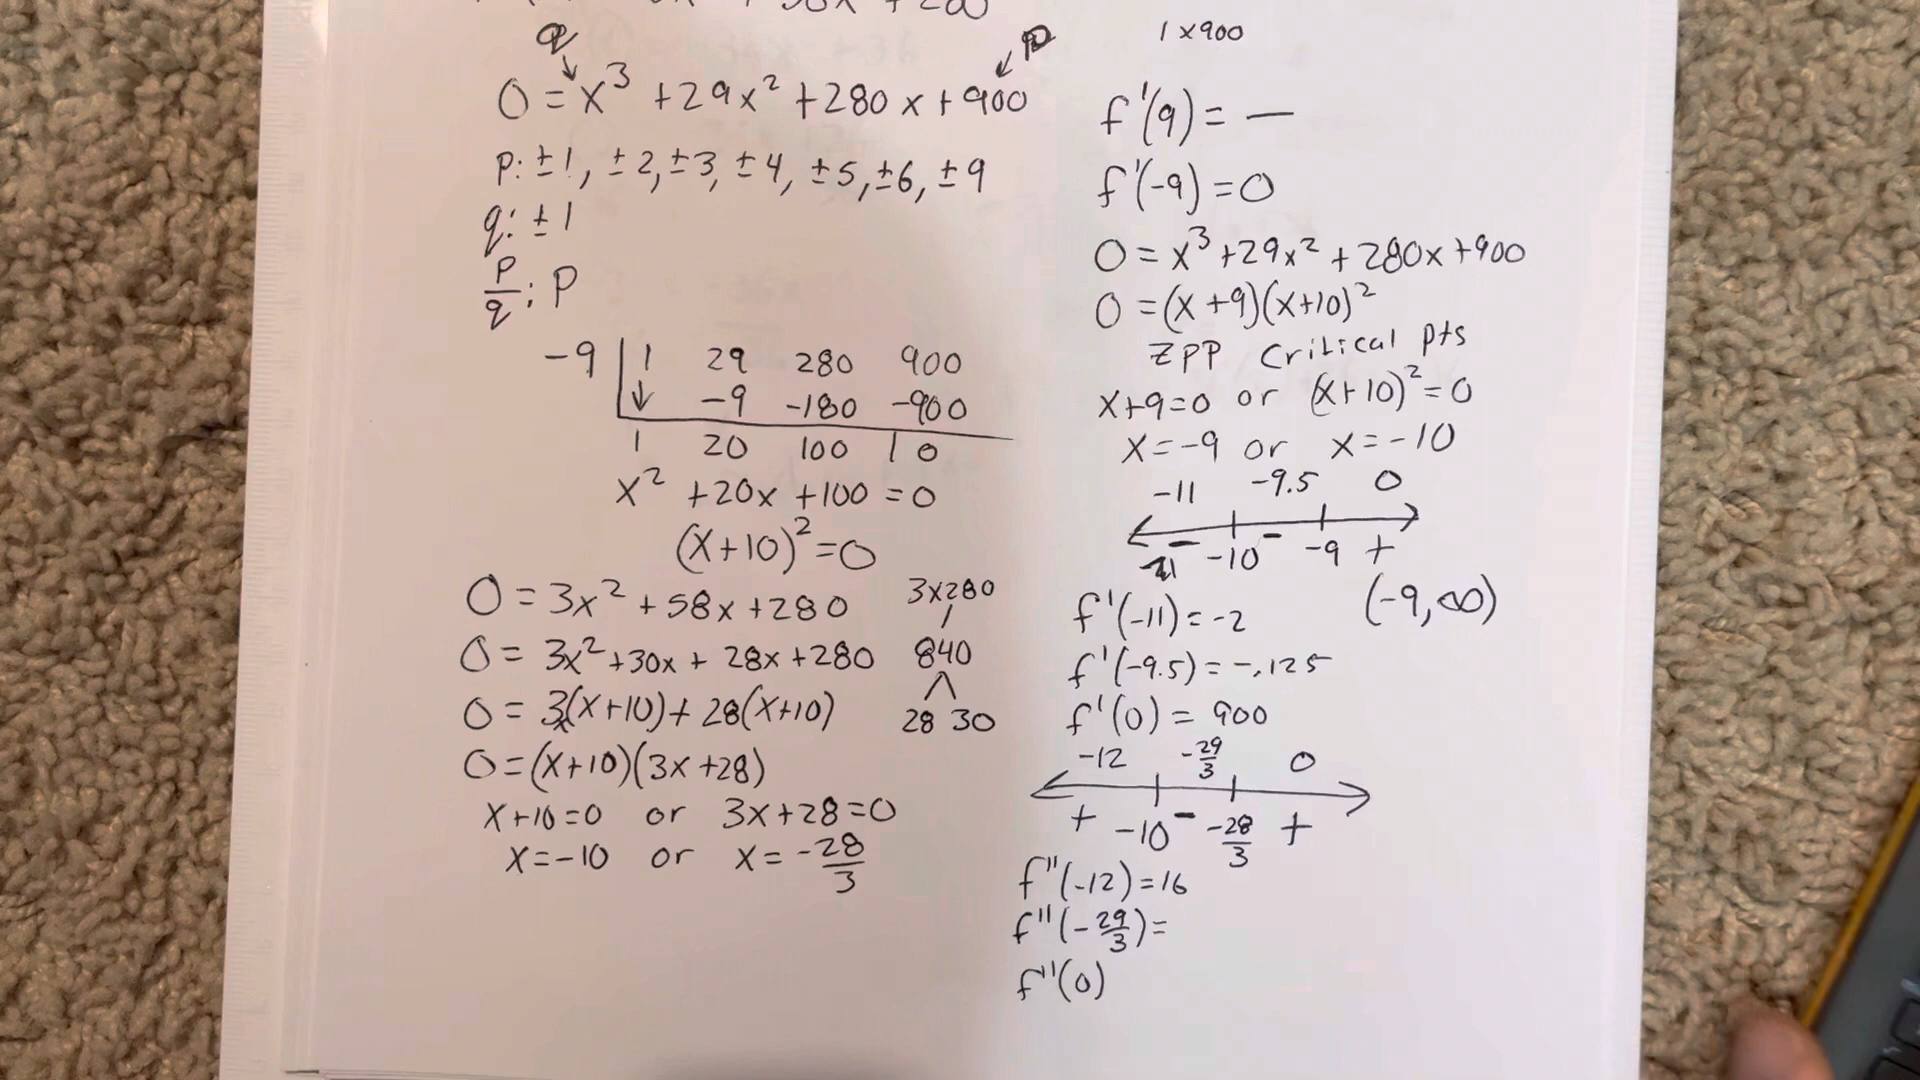 0 = x³ + 29x² + 280x + 900
p: ±1, ±2, ±3, ±4, ±5, ±6, ±9
q: ±1
p/q: p
-9 | 1 29 280 900
↓ -9 -180 -900
1 20 100 | 0
x² + 20x + 100 = 0
(x+10)² = 0
0 = 3x² + 58x + 280
3x280
0 = 3x² + 30x + 28x + 280
840
0 = 3x(x+10) + 28(x+10)
28 30
0 = (x+10)(3x+28)
x+10=0 or 3x+28=0
x=-10 or x = -28/3
1 x 900
f'(9) = —
f'(-9) = 0
0 = x³ + 29x² + 280x + 900
0 = (x+9)(x+10)²
ZPP Critical pts
x+9=0 or (x+10)² = 0
x=-9 or x=-10
-11 -9.5 0
- -10 - -9 +
f'(-11) = -2
(-9, ∞)
f'(-9.5) = -.125
f'(0) = 900
-12 -29/3 0
+ -10 - -28/3 +
f''(-12) = 16
f''(-29/3) =
f''(0)